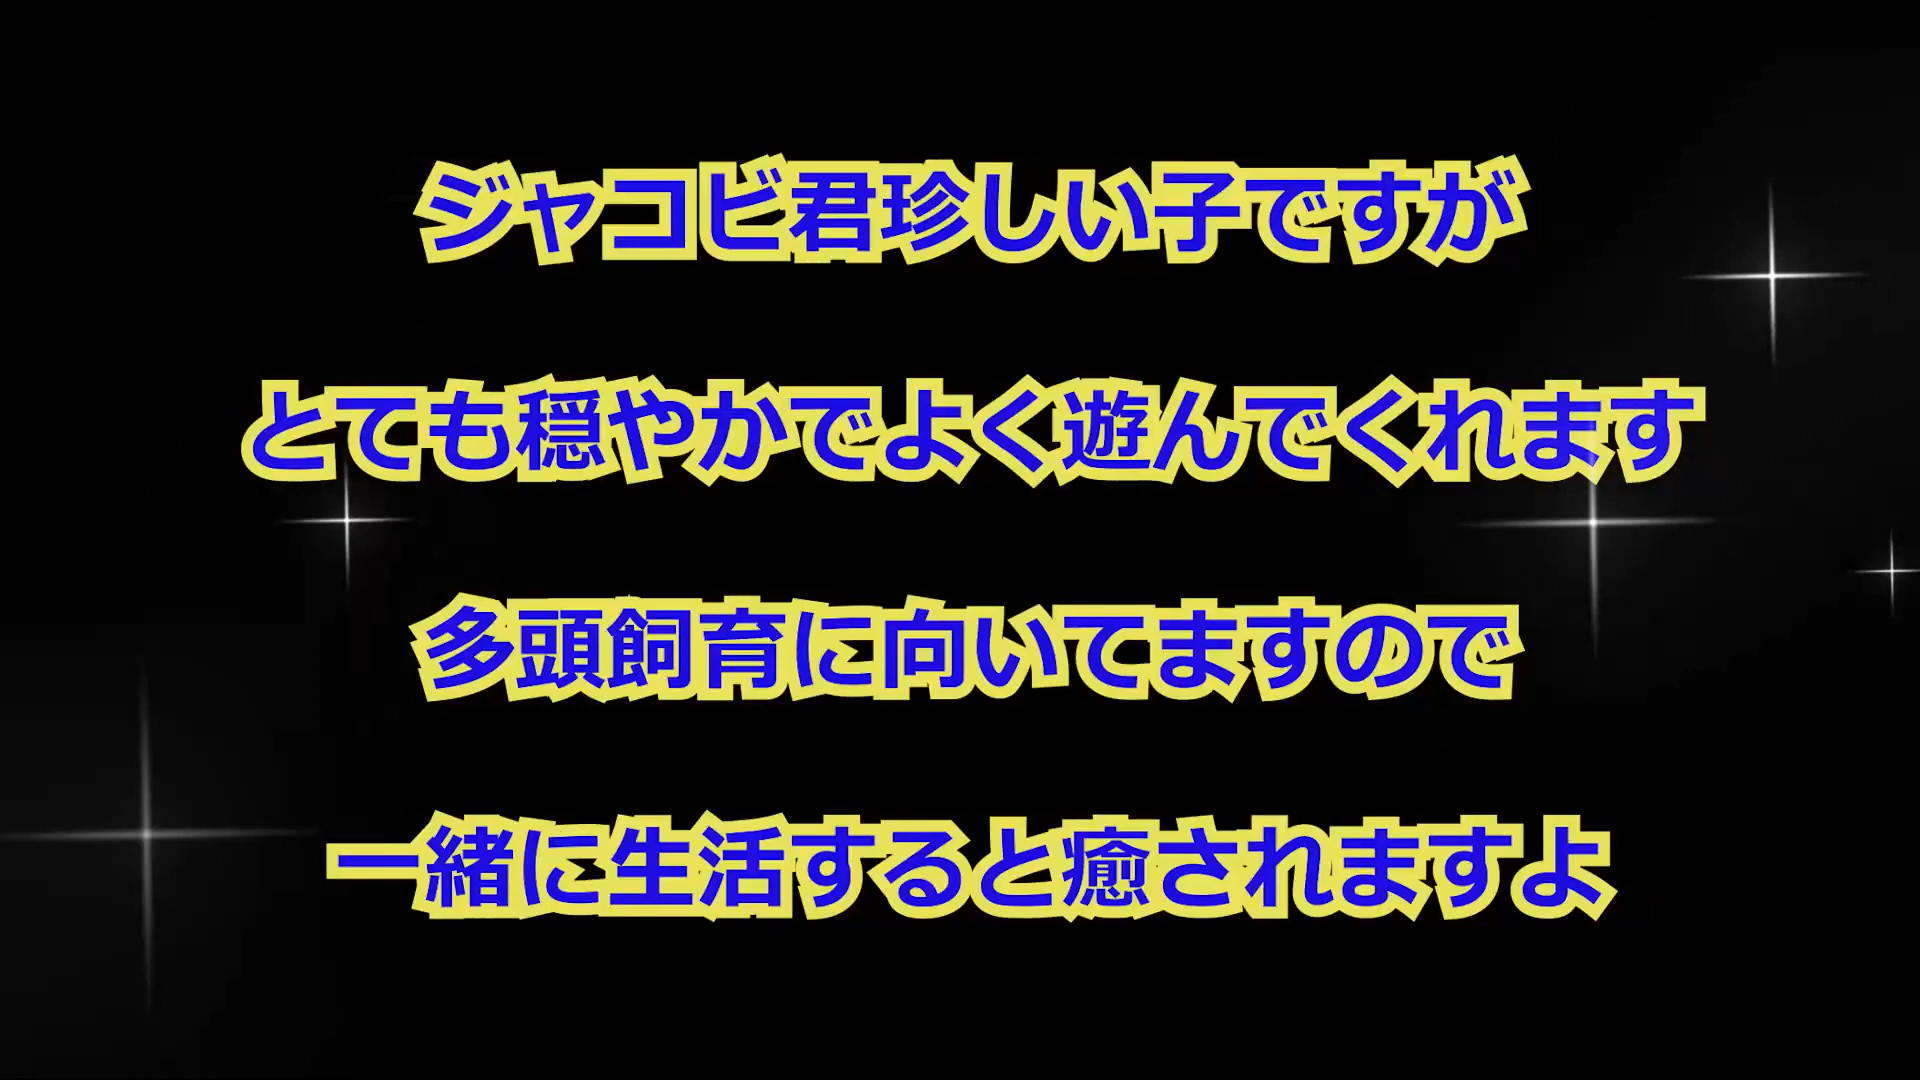 ジャコビ君珍しい子ですが
とても穏やかでよく遊んでくれます
多頭飼育に向いてますので
一緒に生活すると癒されますよ